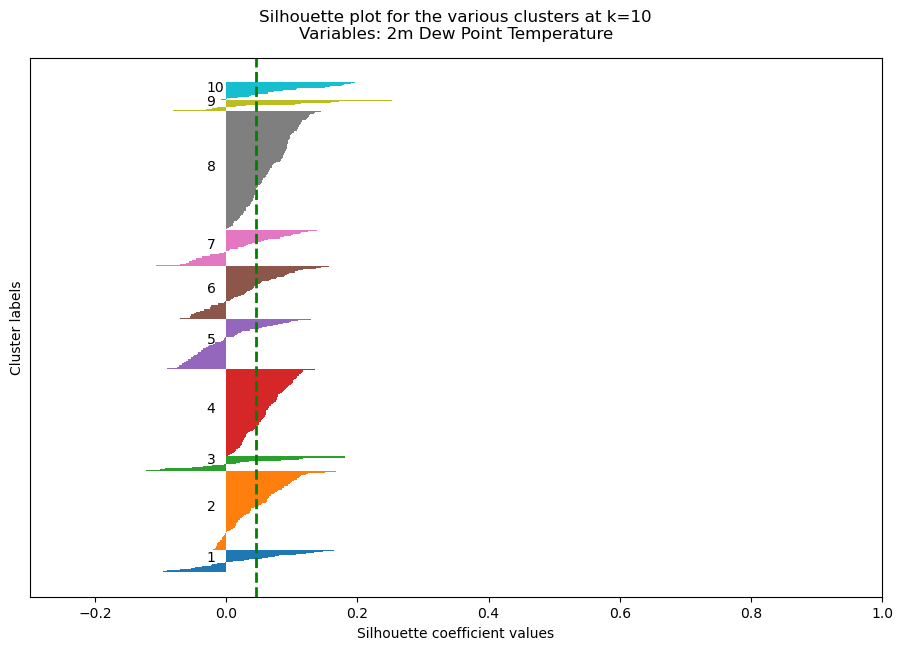 Silhouette plot for the various clusters at k=10
Variables: 2m Dew Point Temperature
10
9
8
7
6
5
4
3
2
1
Cluster labels
−0.2 0.0 0.2 0.4 0.6 0.8 1.0
Silhouette coefficient values